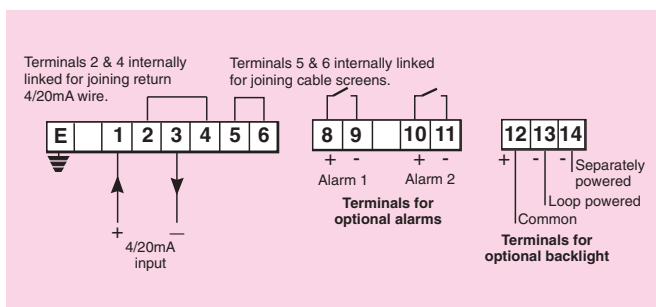 Terminals 2 & 4 internally
linked for joining return
4/20mA wire.
Terminals 5 & 6 internally linked
for joining cable screens.
E 1 2 3 4 5 6
8 9 10 11
12 13 14
+ - + -
Alarm 1 Alarm 2
Terminals for
optional alarms
+ - -
Separately
powered
Loop powered
Common
Terminals for
optional backlight
+ —
4/20mA
input